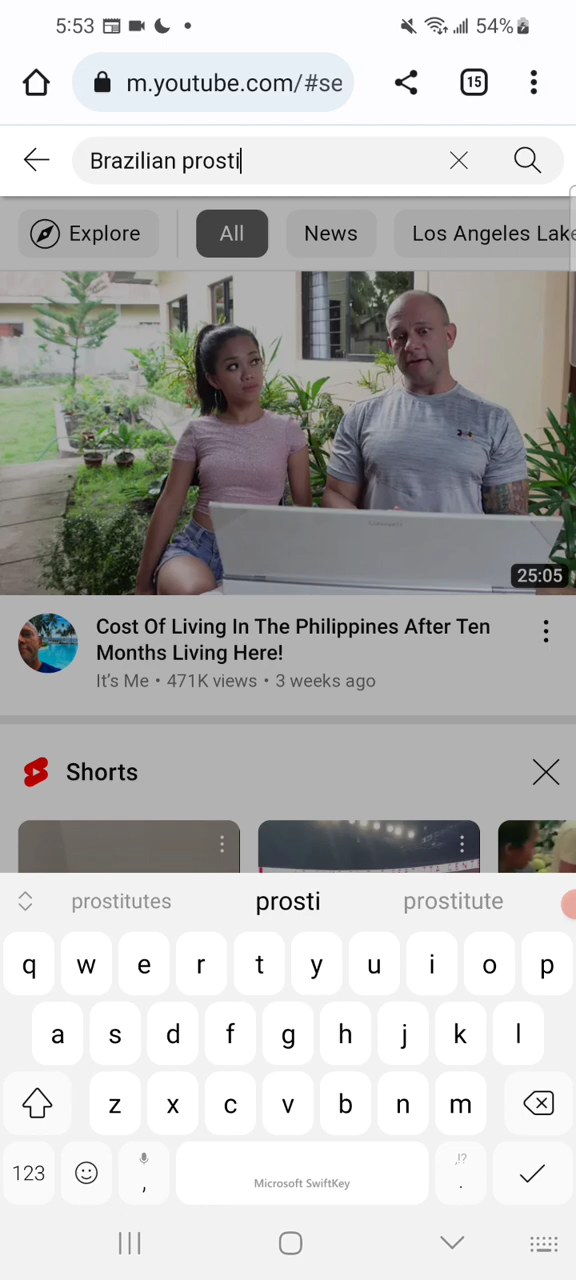 5:53
54%
m.youtube.com/#se
15
Brazilian prosti
Explore
All
News
Los Angeles Lake
25:05
Cost Of Living In The Philippines After Ten
Months Living Here!
It's Me • 471K views • 3 weeks ago
Shorts
prostitutes
prosti
prostitute
q w e r t y u i o p
a s d f g h j k l
z x c v b n m
123
,
Microsoft SwiftKey
,!?
.